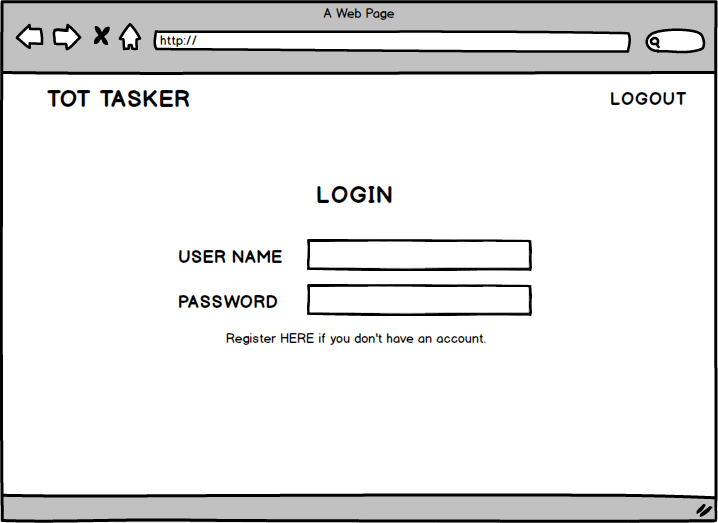 A Web Page
http://
TOT TASKER
LOGOUT
LOGIN
USER NAME
PASSWORD
Register HERE if you don't have an account.